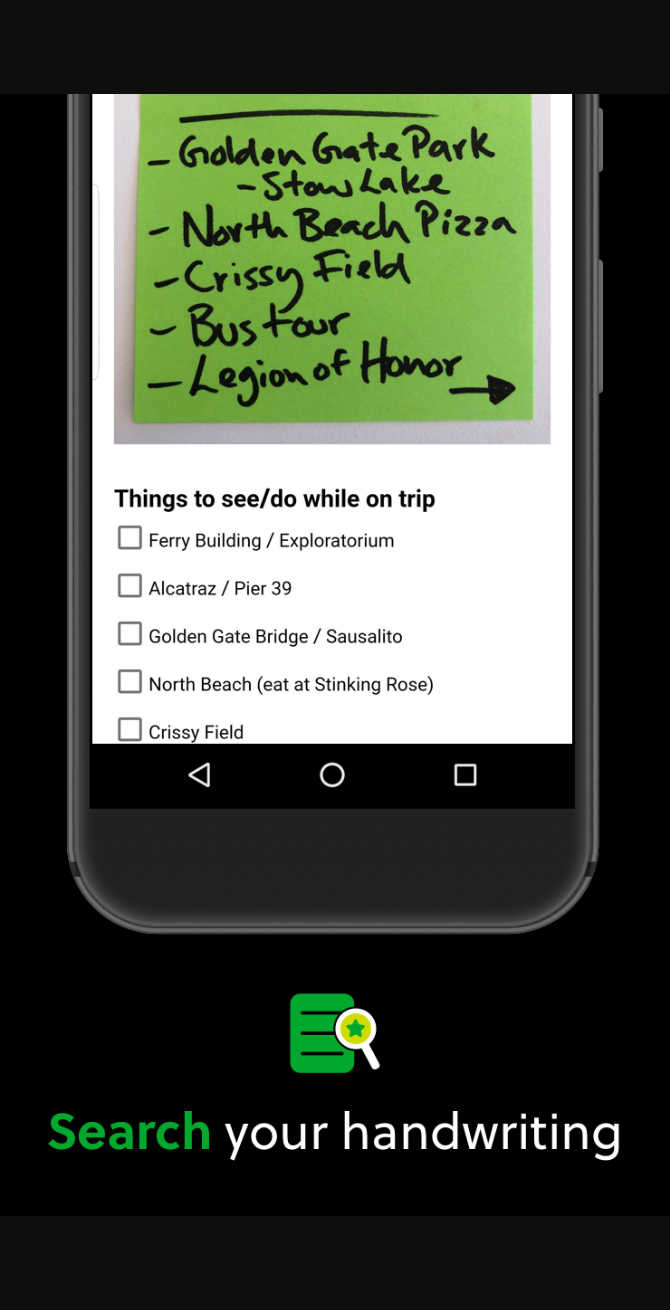 - Golden Gate Park
- Stow Lake
- North Beach Pizza
- Crissy Field
- Bus tour
- Legion of Honor
Things to see/do while on trip
Ferry Building / Exploratorium
Alcatraz / Pier 39
Golden Gate Bridge / Sausalito
North Beach (eat at Stinking Rose)
Crissy Field
Search your handwriting